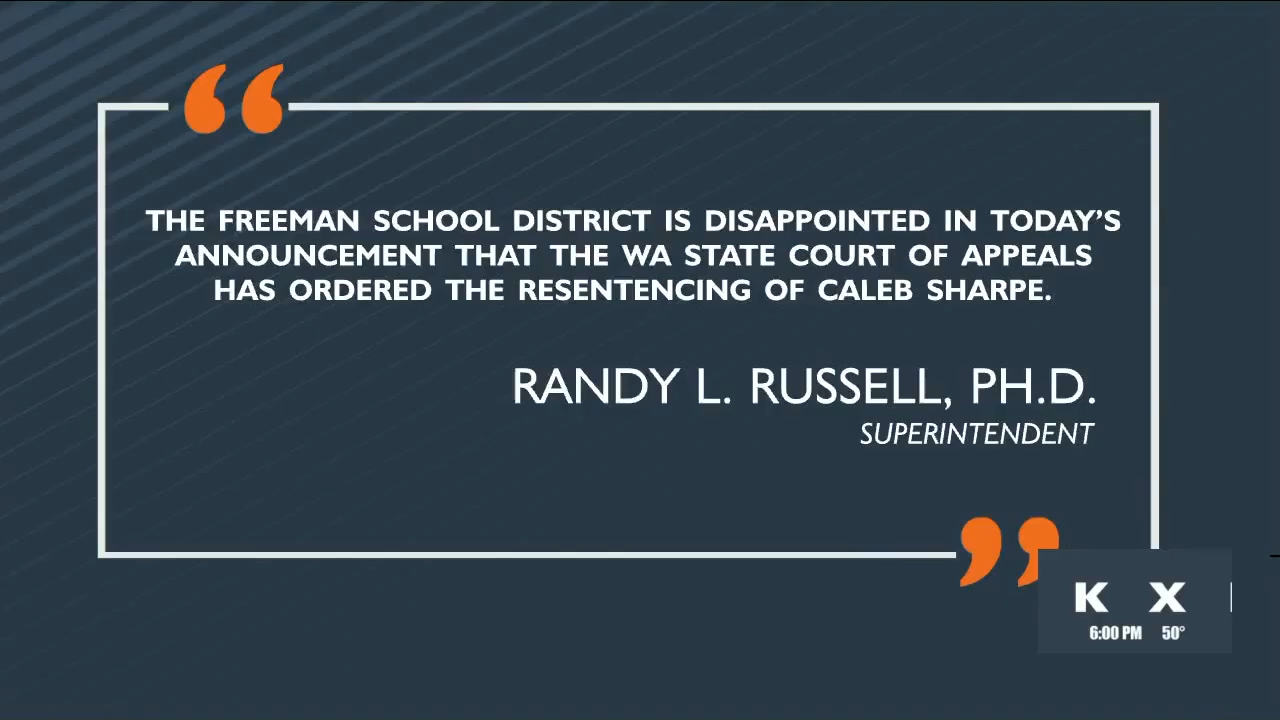 THE FREEMAN SCHOOL DISTRICT IS DISAPPOINTED IN TODAY'S
ANNOUNCEMENT THAT THE WA STATE COURT OF APPEALS
HAS ORDERED THE RESENTENCING OF CALEB SHARPE.
RANDY L. RUSSELL, PH.D.
SUPERINTENDENT
K X
6:00 PM 50°